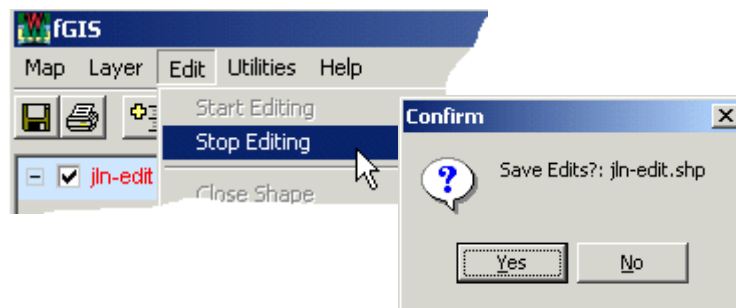 fGIS
Map Layer Edit Utilities Help
Start Editing
Stop Editing
jln-edit
Close Shape
Confirm
Save Edits?: jln-edit.shp
Yes No